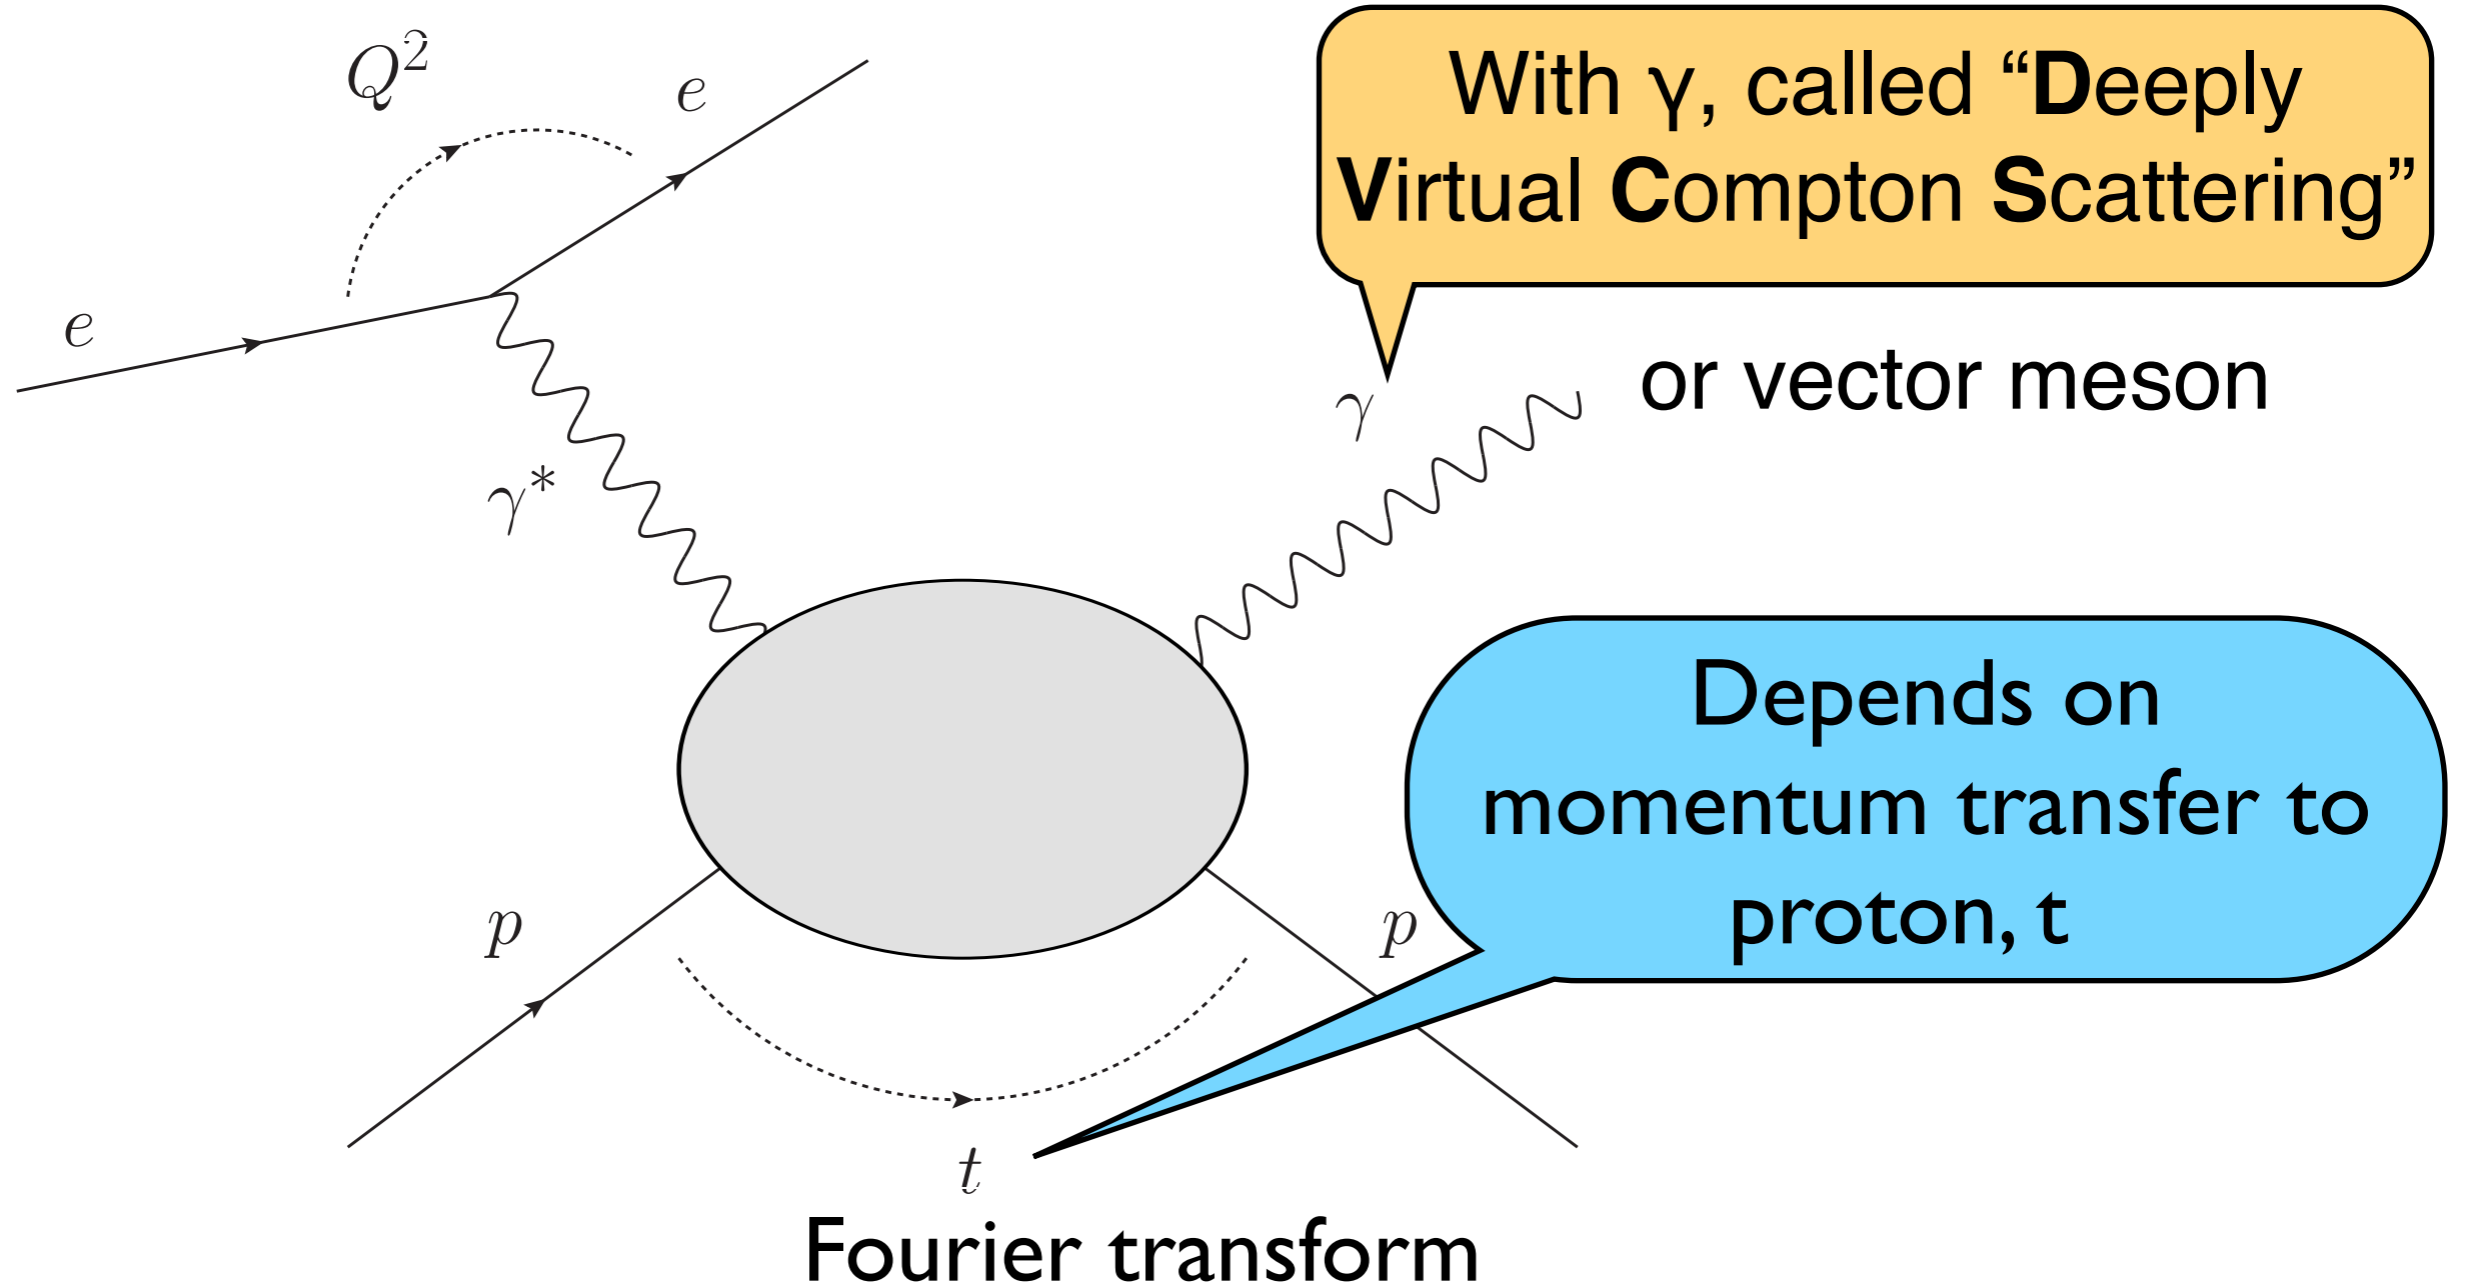 Q²
e
With γ, called “Deeply
Virtual Compton Scattering”
e
or vector meson
γ
γ*
Depends on
momentum transfer to
proton, t
p
p
t
Fourier transform